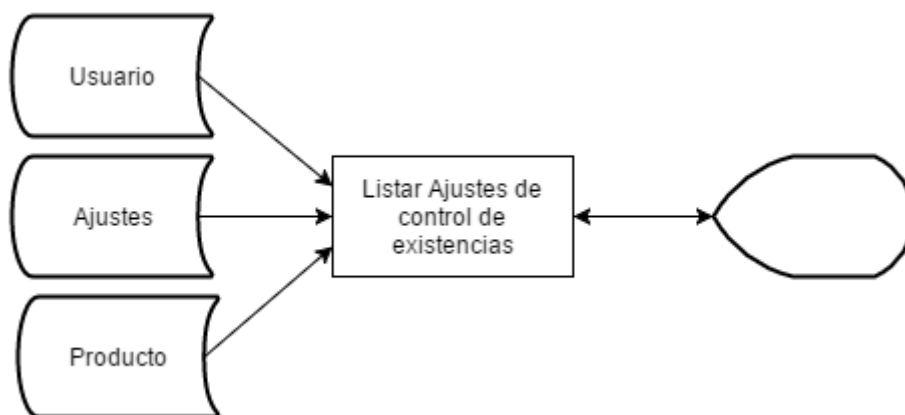 Usuario
Ajustes
Producto
Listar Ajustes de
control de
existencias